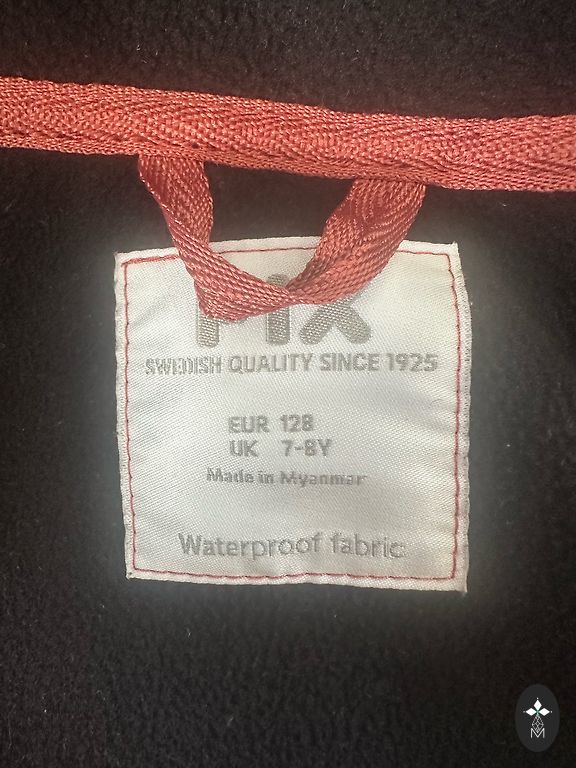 SWEDISH QUALITY SINCE 1925
EUR 128
UK 7-8Y
Made in Myanmar
Waterproof fabric
M